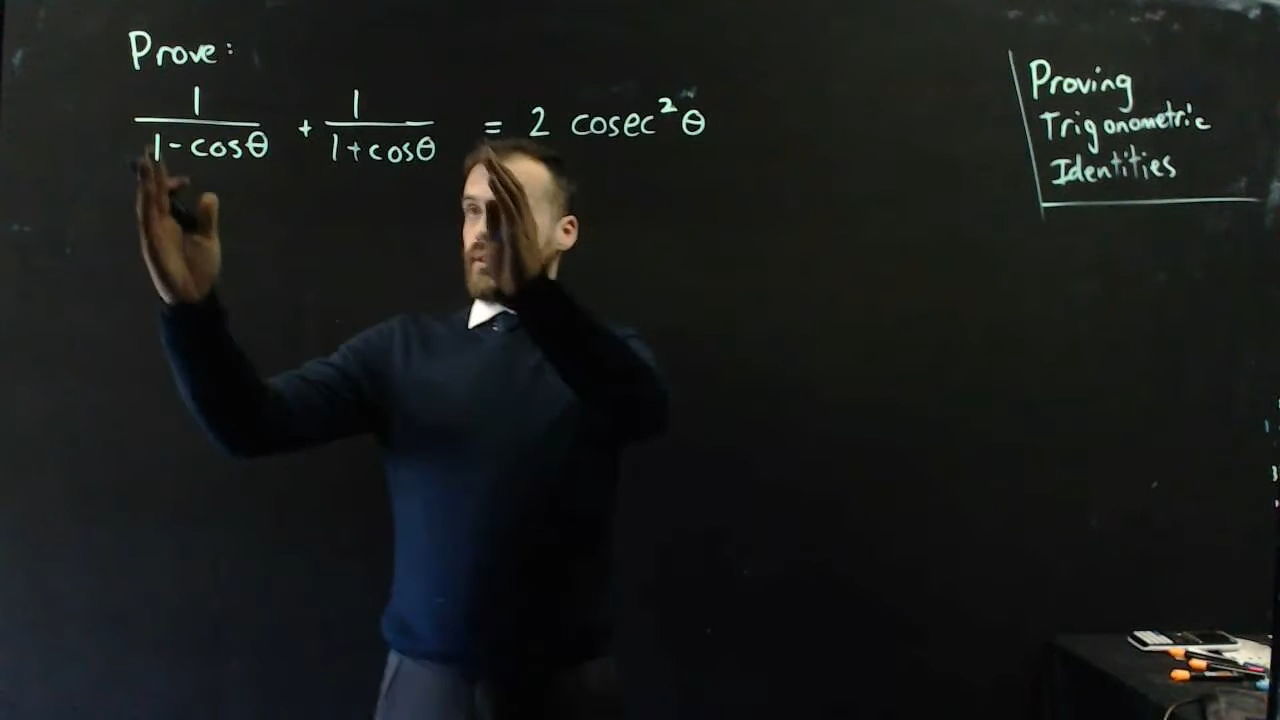 Prove:
1/(1-cosθ) + 1/(1+cosθ) = 2 cosec²θ
Proving
Trigonometric
Identities